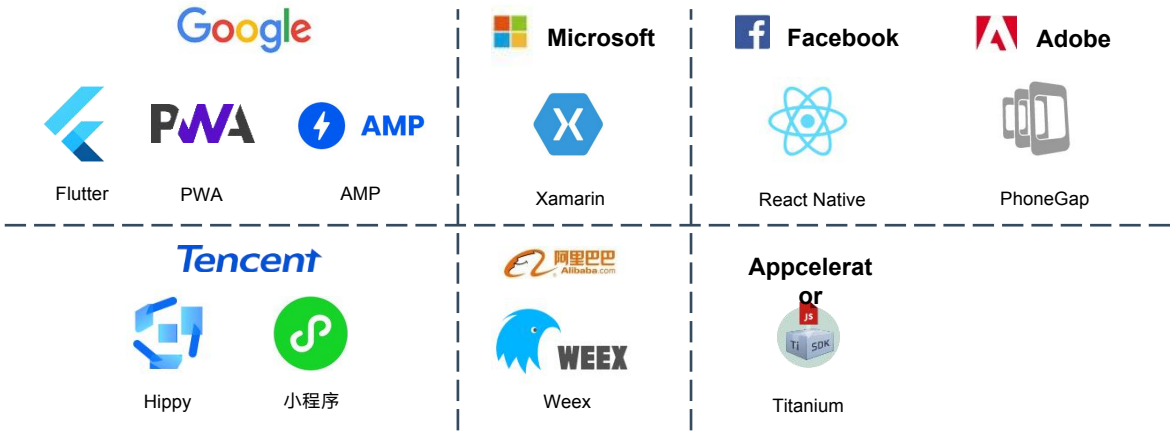 Google
Microsoft
Facebook
Adobe
PWA
AMP
X
Flutter
PWA
AMP
Xamarin
React Native
PhoneGap
Tencent
阿里巴巴
Alibaba.com
Appcelerat
or
WEEX
JS
Ti SDK
Hippy
小程序
Weex
Titanium